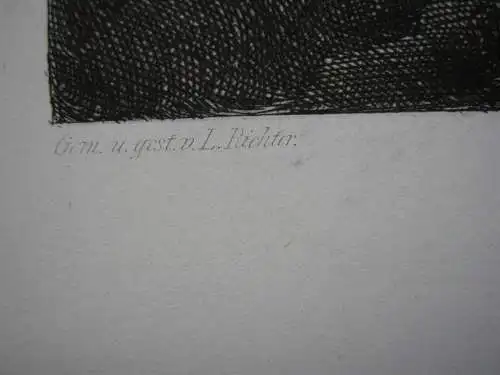 Gem. u. gest. v. L. Richter.